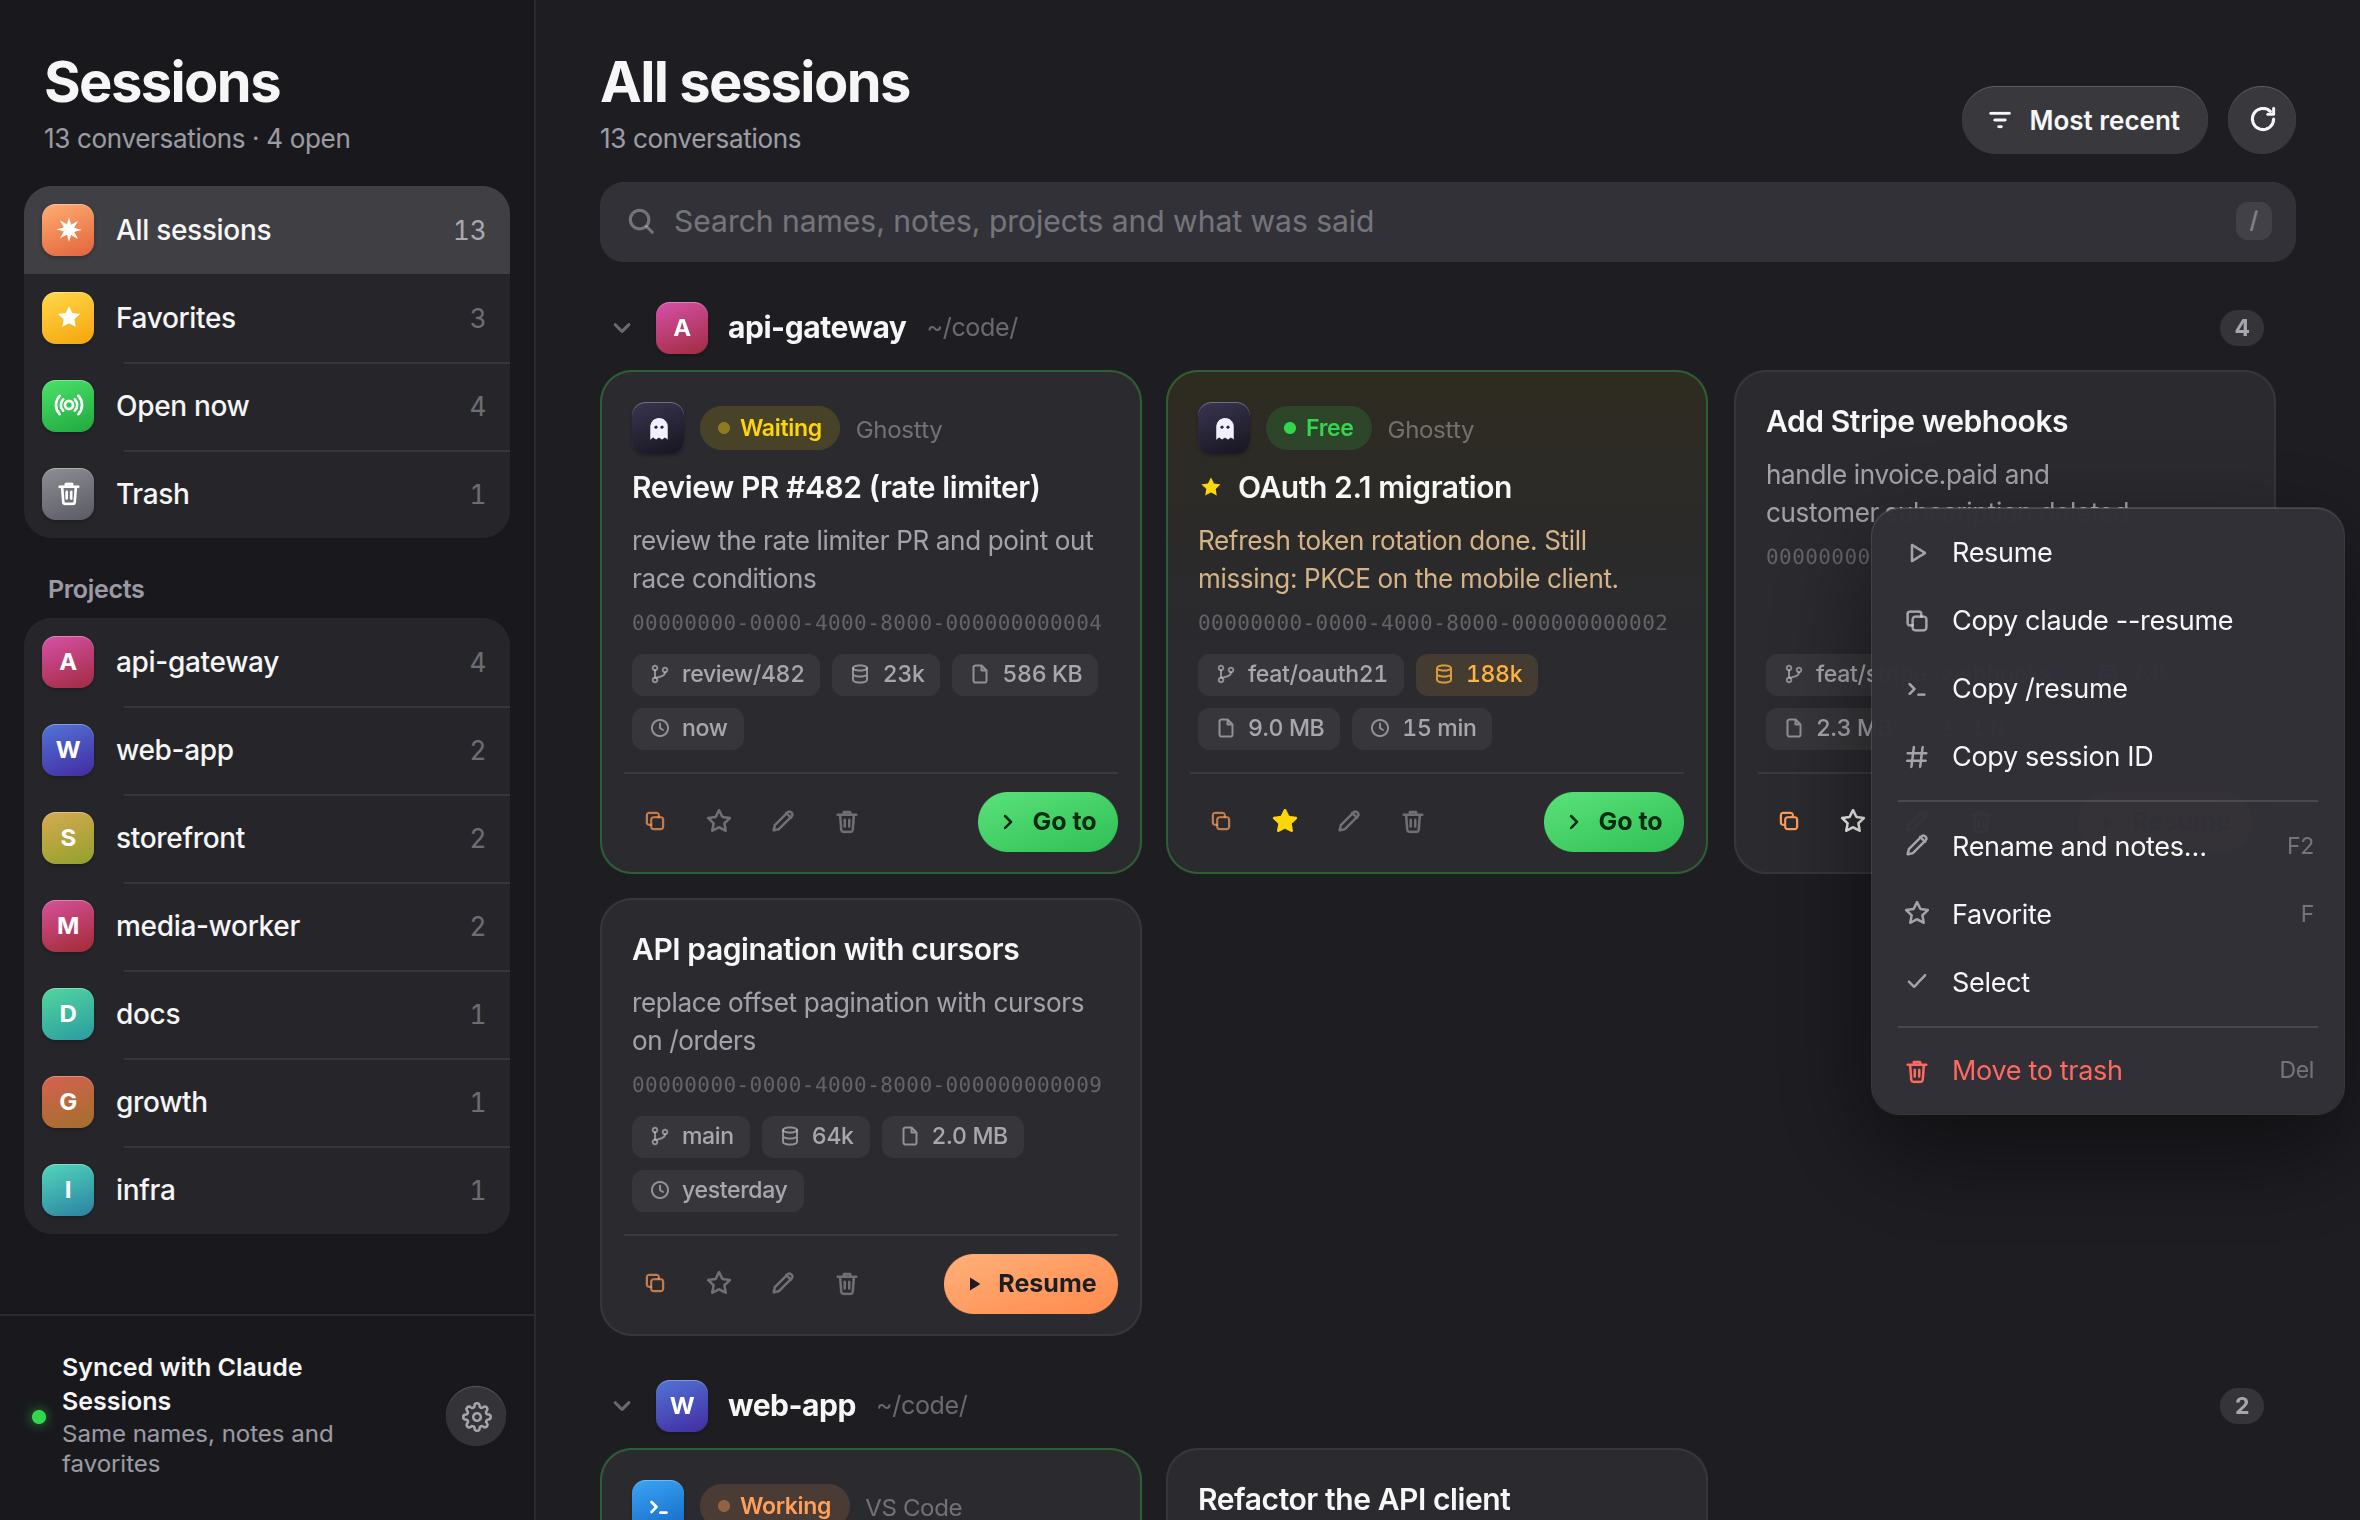 Sessions
13 conversations · 4 open
All sessions 13
Favorites 3
Open now 4
Trash 1
Projects
A api-gateway 4
W web-app 2
S storefront 2
M media-worker 2
D docs 1
G growth 1
I infra 1
Synced with Claude
Sessions
Same names, notes and
favorites
All sessions
13 conversations
Most recent
Search names, notes, projects and what was said /
A api-gateway ~/code/ 4
Waiting Ghostty
Review PR #482 (rate limiter)
review the rate limiter PR and point out
race conditions
00000000-0000-4000-8000-000000000004
review/482 23k 586 KB
now
Go to
Free Ghostty
OAuth 2.1 migration
Refresh token rotation done. Still
missing: PKCE on the mobile client.
00000000-0000-4000-8000-000000000002
feat/oauth21 188k
9.0 MB 15 min
Go to
Add Stripe webhooks
handle invoice.paid and
customer.subscription.deleted
00000000
feat/s
2.3 M
Resume
Copy claude --resume
Copy /resume
Copy session ID
Rename and notes... F2
Favorite F
Select
Move to trash Del
API pagination with cursors
replace offset pagination with cursors
on /orders
00000000-0000-4000-8000-000000000009
main 64k 2.0 MB
yesterday
Resume
W web-app ~/code/ 2
Working VS Code
Refactor the API client